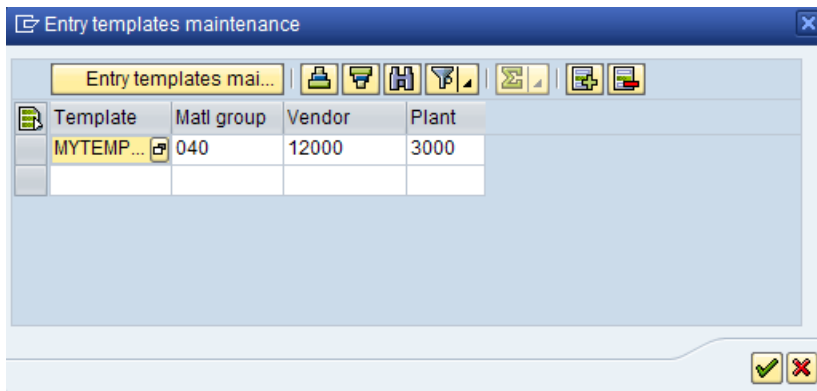 Entry templates maintenance
Entry templates mai...
Template Matl group Vendor Plant
MYTEMP... 040 12000 3000